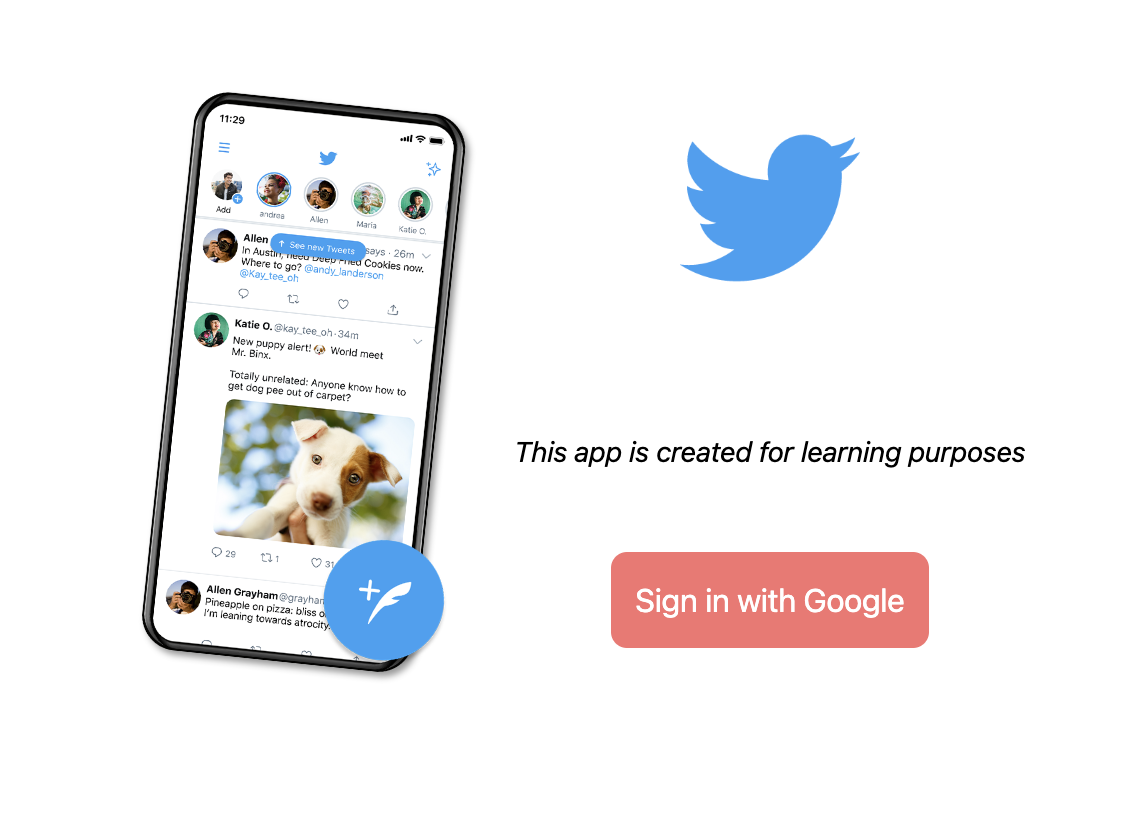 11:29
Add
andrea
Allen
Maria
Katie O.
See new Tweets
Allen
says · 26m
In Austin, need Deep Fried Cookies now.
Where to go? @andy_landerson
@Kay_tee_oh
Katie O. @kay_tee_oh · 34m
New puppy alert! 🐶 World meet
Mr. Binx.
Totally unrelated: Anyone know how to
get dog pee out of carpet?
29
1
31
Allen Grayham @grayham
Pineapple on pizza: bliss
I'm leaning towards atrocity.
This app is created for learning purposes
Sign in with Google